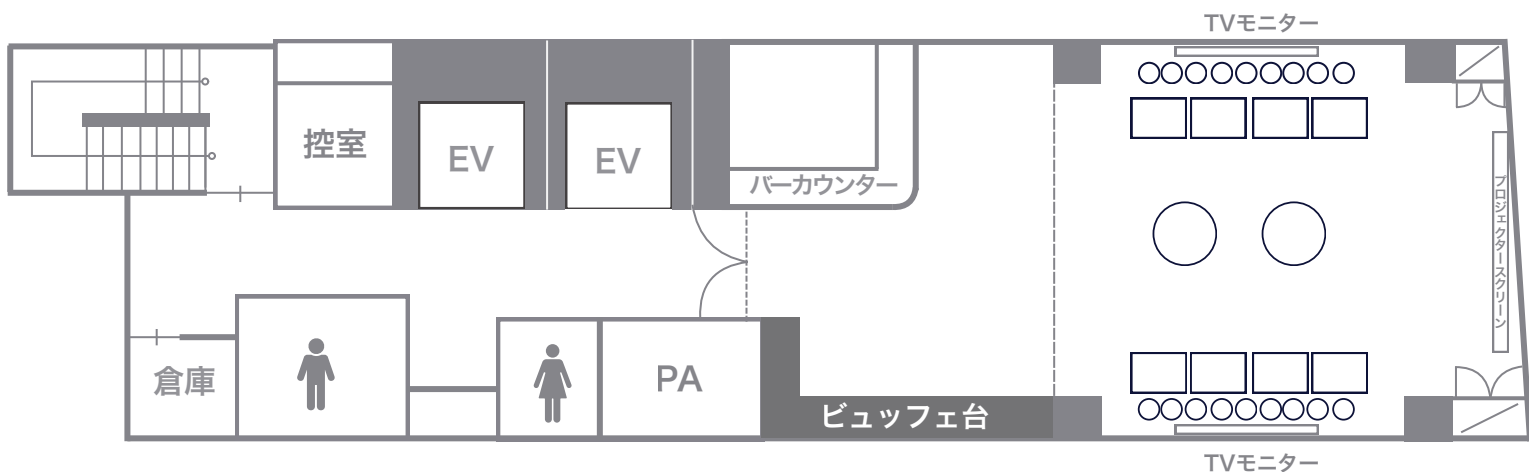 TVモニター
控室
EV
EV
バーカウンター
プロジェクタースクリーン
倉庫
PA
ビュッフェ台
TVモニター